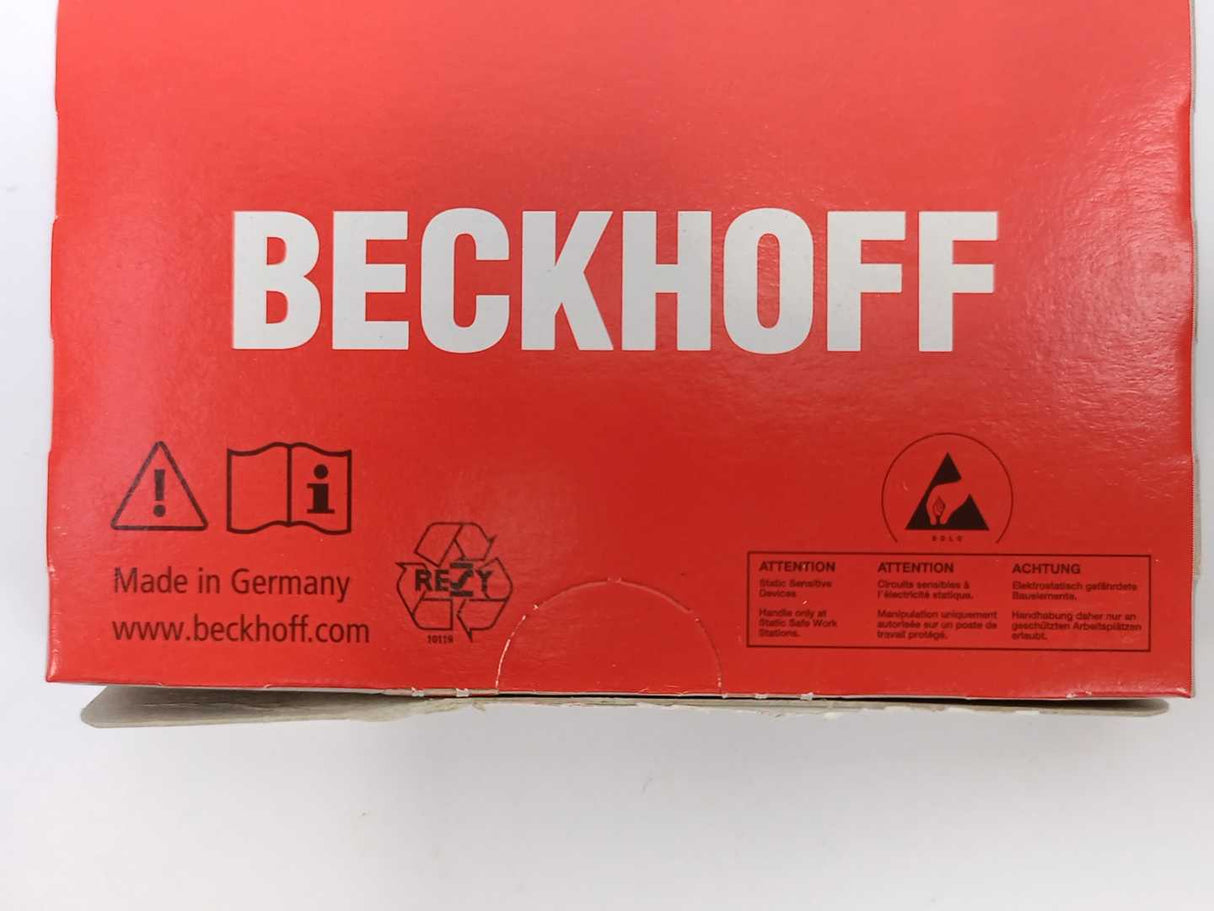 BECKHOFF
Made in Germany
www.beckhoff.com
RESY
10119
ATTENTION
Static Sensitive
Devices
Handle only at
Static Safe Work
Stations.
ATTENTION
Circuits sensibles à
l'électricité statique.
Manipulation uniquement
autorisée sur un poste de
travail protégé.
ACHTUNG
Elektrostatisch gefährdete
Bauelemente.
Handhabung daher nur an
geschützten Arbeitsplätzen
erlaubt.